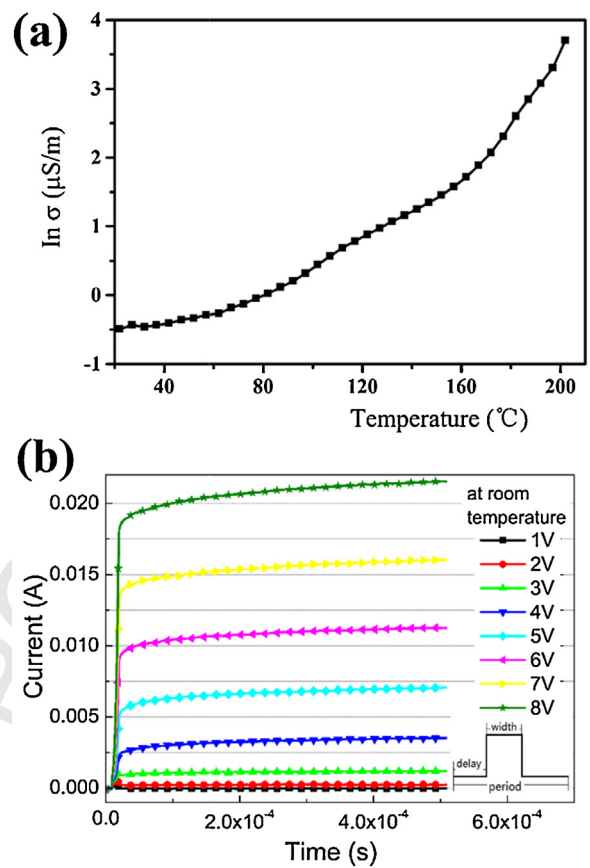 (a)
ln σ (μS/m)
4
3
2
1
0
-1
40 80 120 160 200
Temperature (℃)
(b)
Current (A)
0.020
0.015
0.010
0.005
0.000
at room
temperature
1V
2V
3V
4V
5V
6V
7V
8V
width
delay
period
0.0 2.0x10-4 4.0x10-4 6.0x10-4
Time (s)